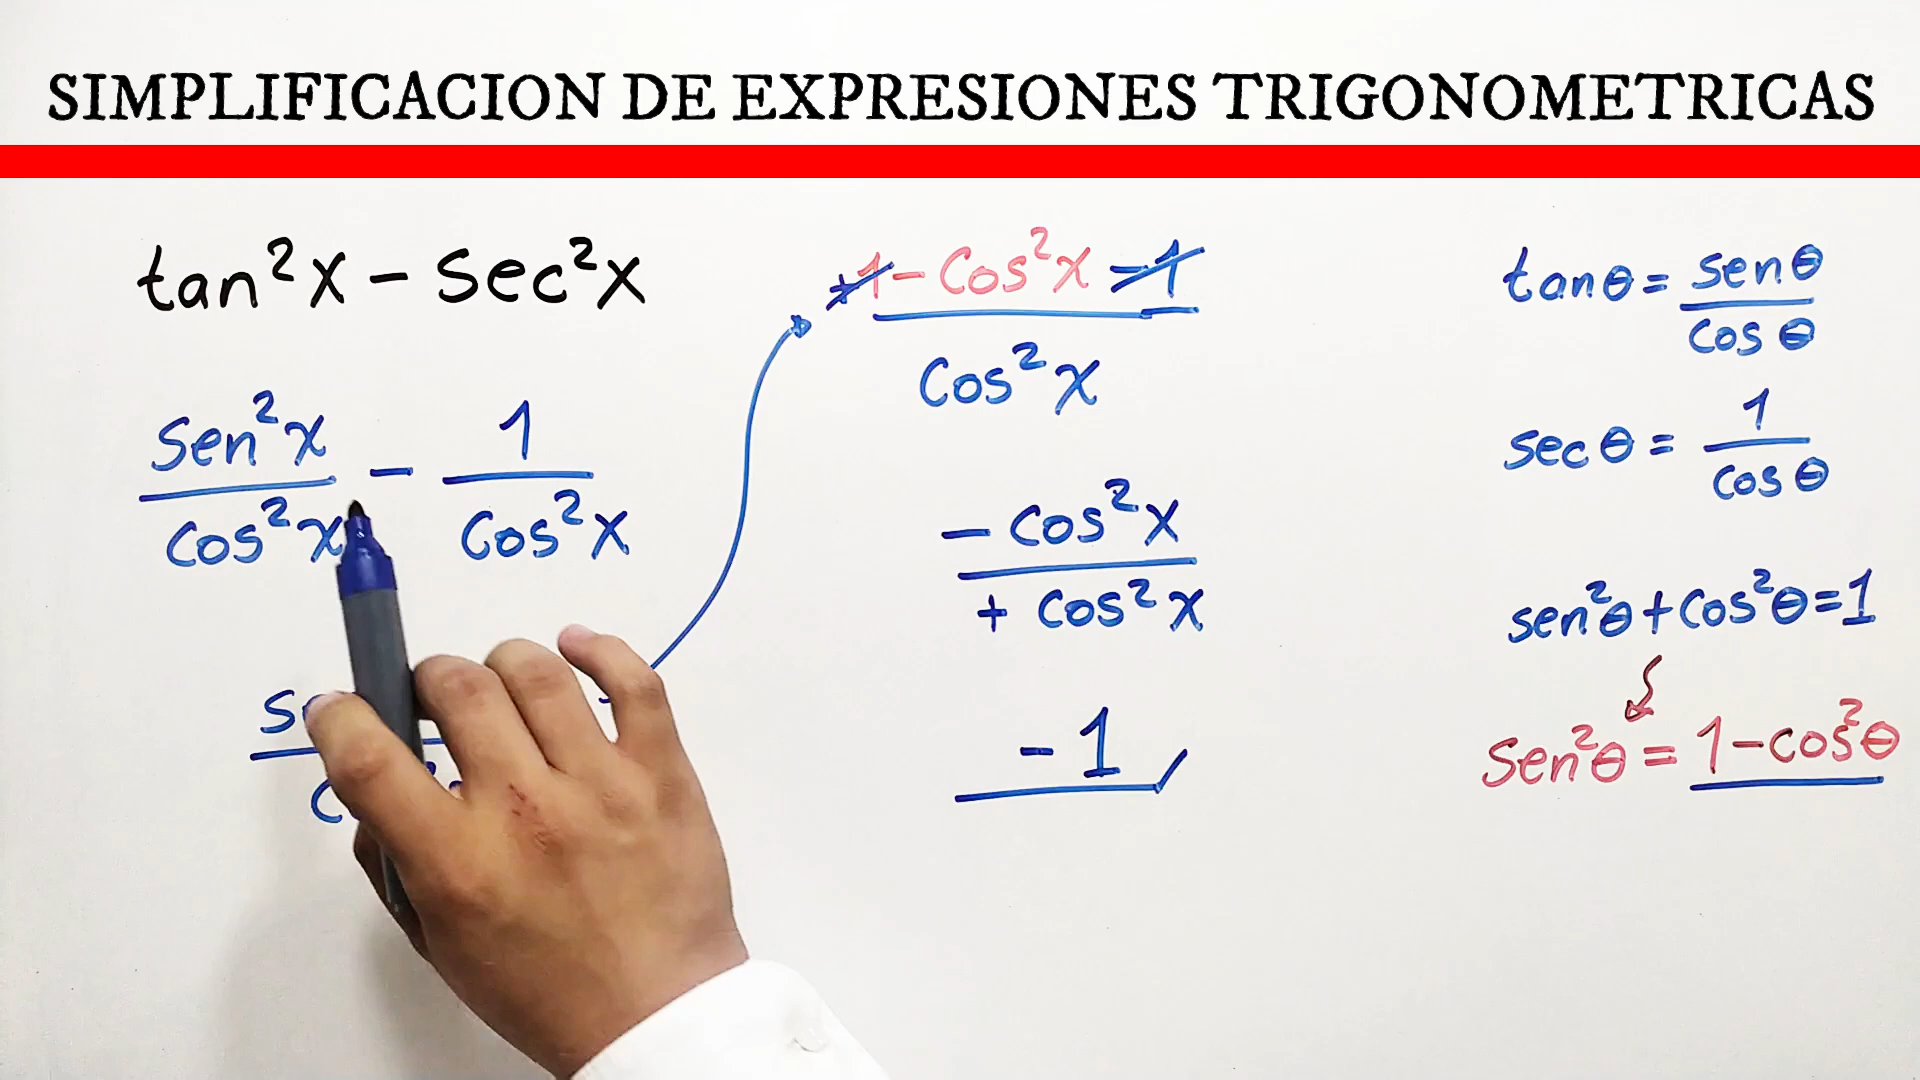 SIMPLIFICACION DE EXPRESIONES TRIGONOMETRICAS
tan²x - sec²x
sen²x / cos²x - 1 / cos²x
+1 - cos²x - 1
cos²x
- cos²x
+ cos²x
- 1
tanθ = senθ / cosθ
secθ = 1 / cosθ
sen²θ + cos²θ = 1
sen²θ = 1 - cos²θ